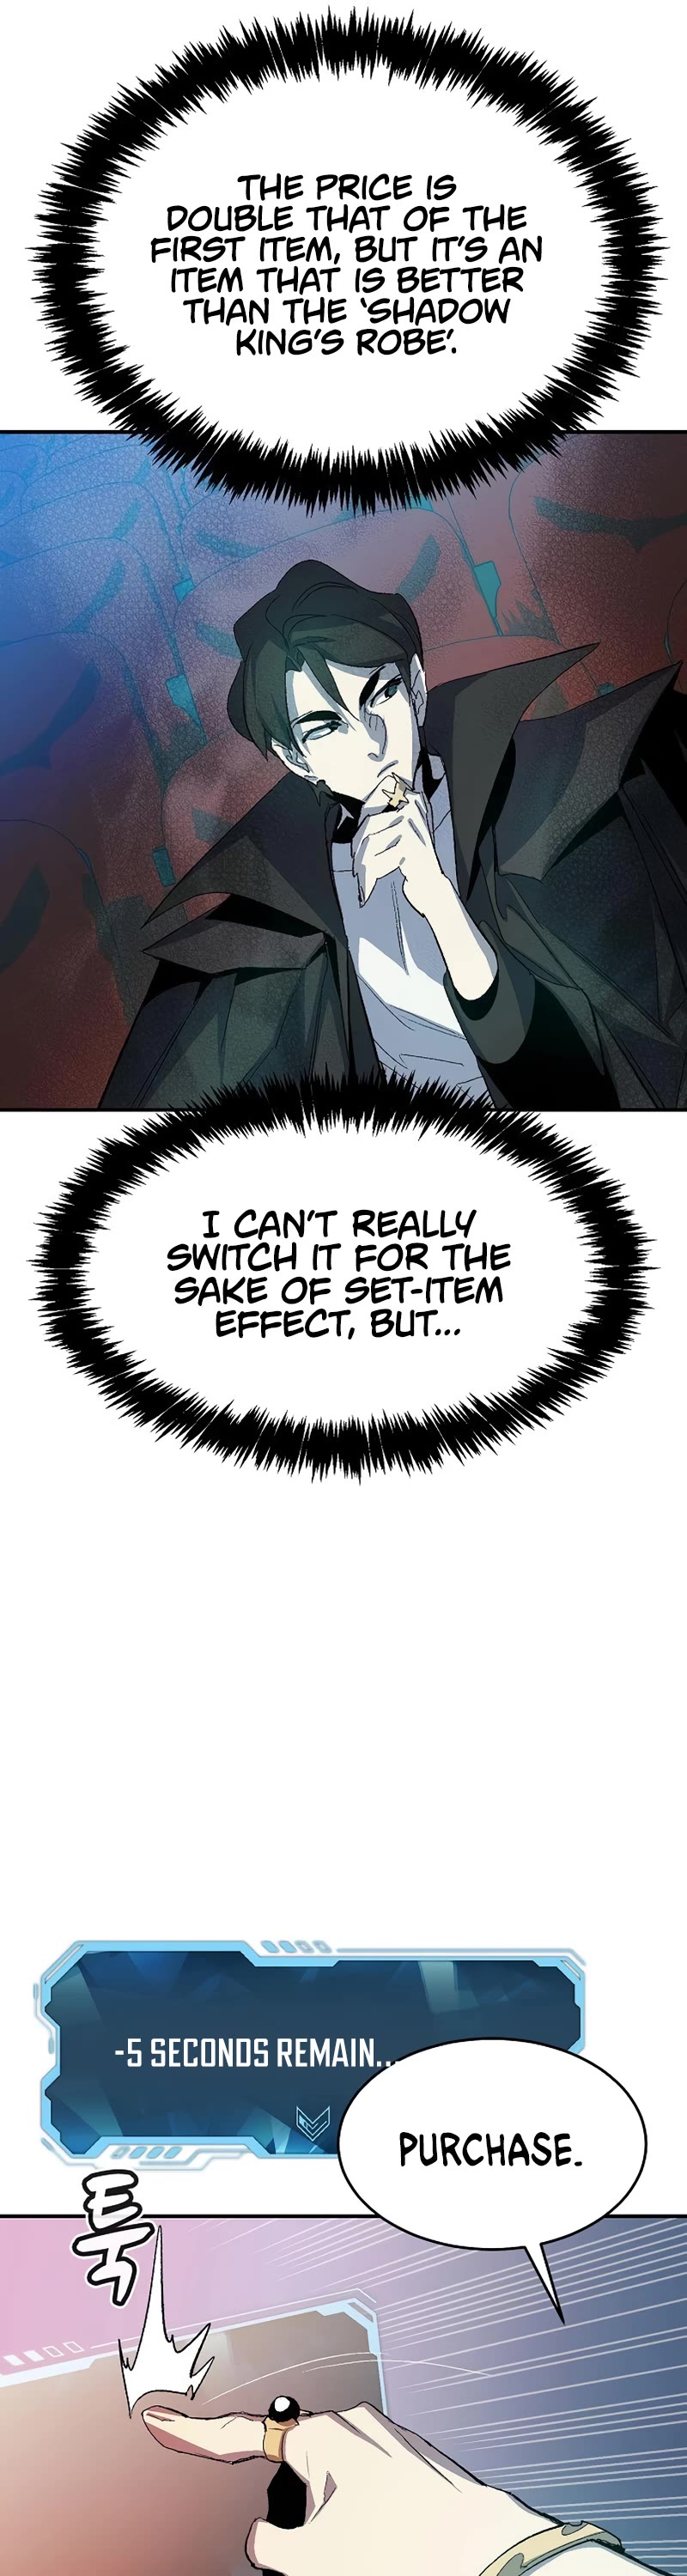 THE PRICE IS
DOUBLE THAT OF THE
FIRST ITEM, BUT IT'S AN
ITEM THAT IS BETTER
THAN THE 'SHADOW
KING'S ROBE'.
I CAN'T REALLY
SWITCH IT FOR THE
SAKE OF SET-ITEM
EFFECT, BUT...
-5 SECONDS REMAIN...
PURCHASE.
툭